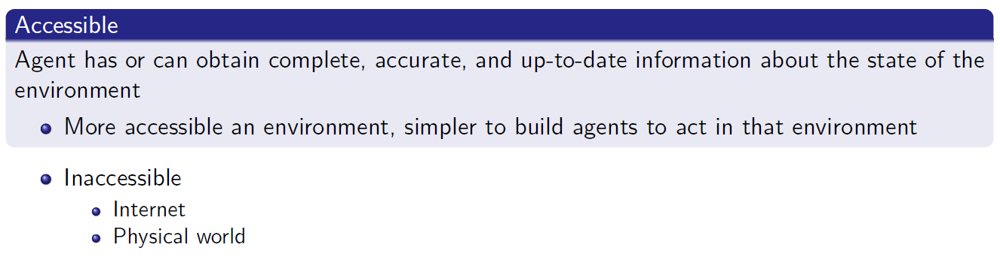 Accessible
Agent has or can obtain complete, accurate, and up-to-date information about the state of the
environment
More accessible an environment, simpler to build agents to act in that environment
Inaccessible
Internet
Physical world